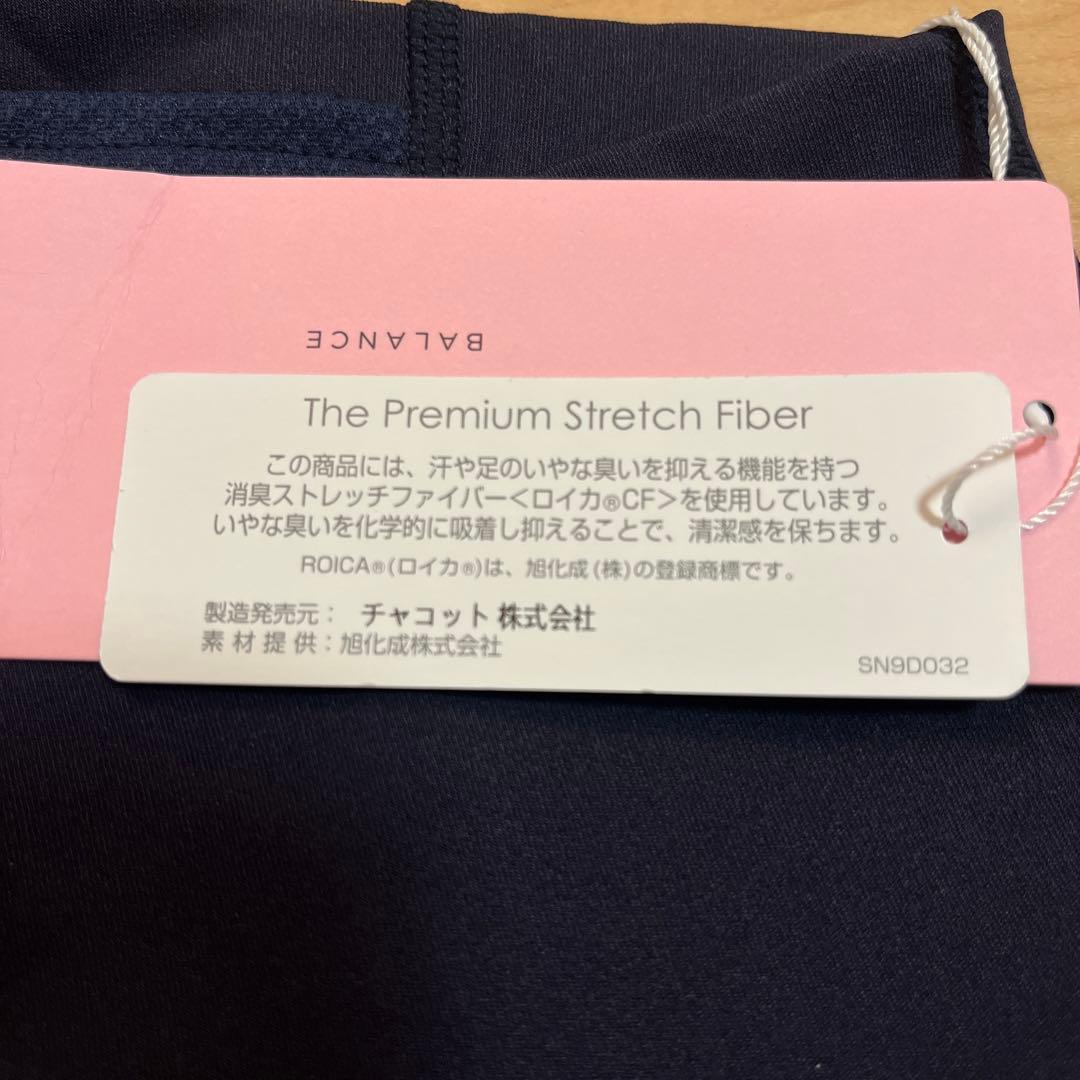 BALANCE
The Premium Stretch Fiber
この商品には、汗や足のいやな臭いを抑える機能を持つ
消臭ストレッチファイバー＜ロイカ®CF＞を使用しています。
いやな臭いを化学的に吸着し抑えることで、清潔感を保ちます。
ROICA®(ロイカ®)は、旭化成(株)の登録商標です。
製造発売元： チャコット 株式会社
素材提供：旭化成株式会社
SN9D032